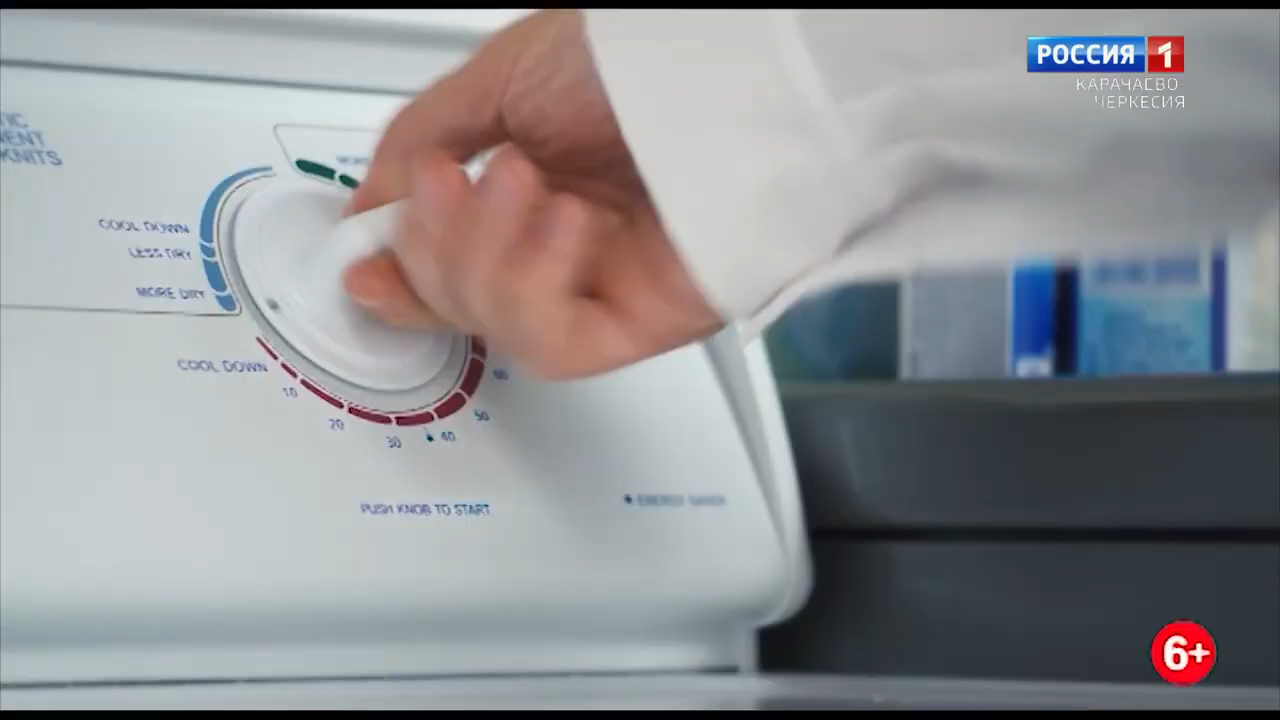 РОССИЯ 1
КАРАЧАЕВО
ЧЕРКЕСИЯ
KNITS
COOL DOWN
LESS DRY
MORE DRY
COOL DOWN
10
20
30
40
50
60
PUSH KNOB TO START
ENERGY SAVER
6+